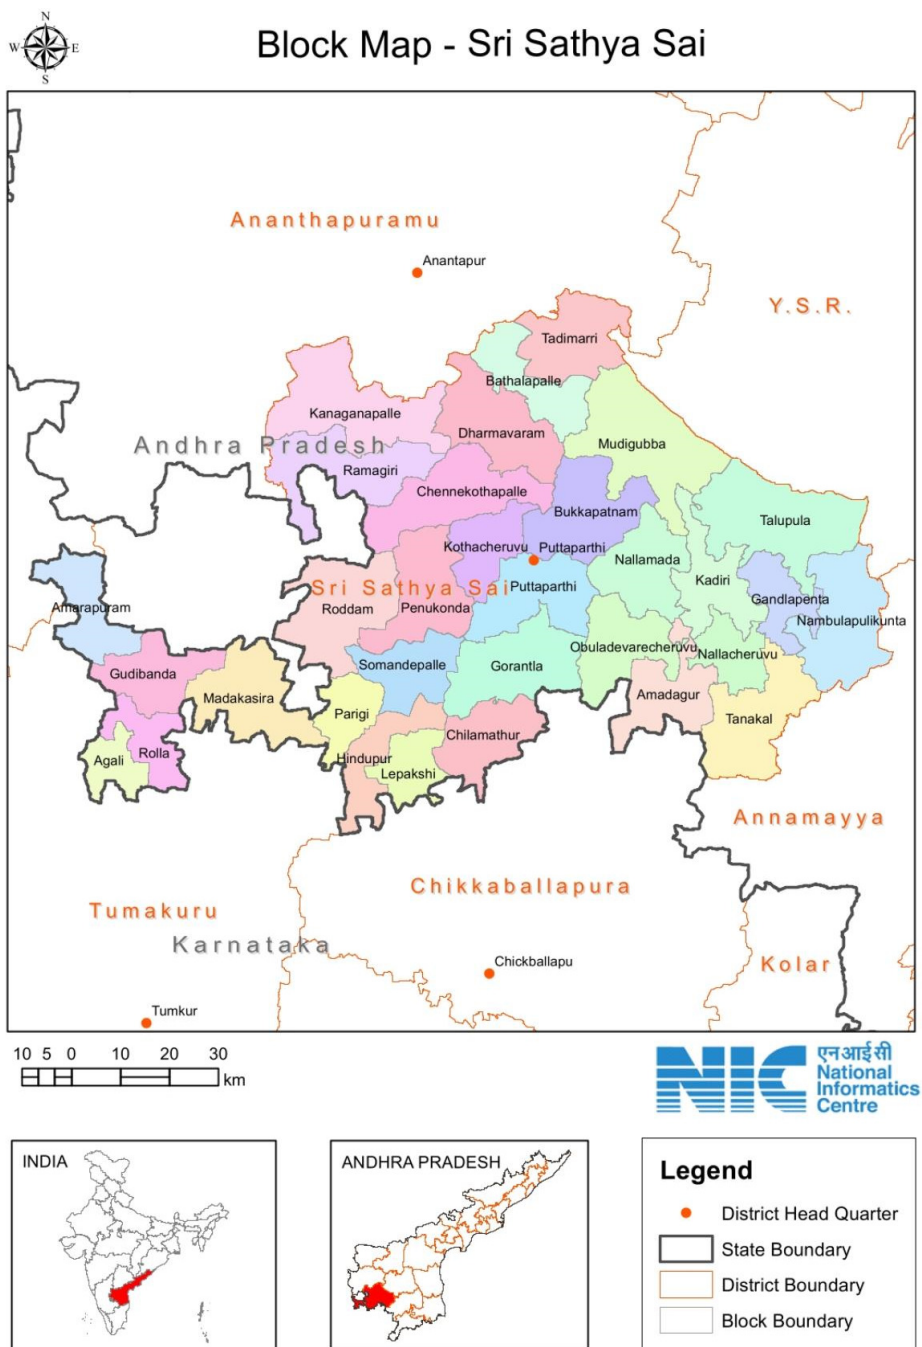 N
W E
S
Block Map - Sri Sathya Sai
Ananthapuramu
Anantapur
Y.S.R.
Tadimarri
Bathalapalle
Kanaganapalle
Dharmavaram
Mudigubba
Andhra Pradesh
Ramagiri
Chennekothapalle
Bukkapatnam
Talupula
Kothacheruvu
Puttaparthi
Nallamada
Kadiri
Sri Sathya Sai
Puttaparthi
Gandlapenta
Amarapuram
Roddam
Penukonda
Nambulapulikunta
Obuladevarecheruvu
Nallacheruvu
Gudibanda
Somandepalle
Gorantla
Madakasira
Amadagur
Parigi
Tanakal
Chilamathur
Agali
Rolla
Hindupur
Lepakshi
Annamayya
Chikkaballapura
Tumakuru
Karnataka
Chickballapu
Kolar
Tumkur
10 5 0 10 20 30
km
NIC
एन आई सी
National
Informatics
Centre
INDIA
ANDHRA PRADESH
Legend
District Head Quarter
State Boundary
District Boundary
Block Boundary